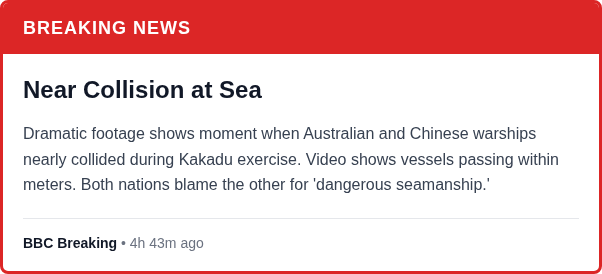 BREAKING NEWS
Near Collision at Sea
Dramatic footage shows moment when Australian and Chinese warships
nearly collided during Kakadu exercise. Video shows vessels passing within
meters. Both nations blame the other for 'dangerous seamanship.'
BBC Breaking • 4h 43m ago